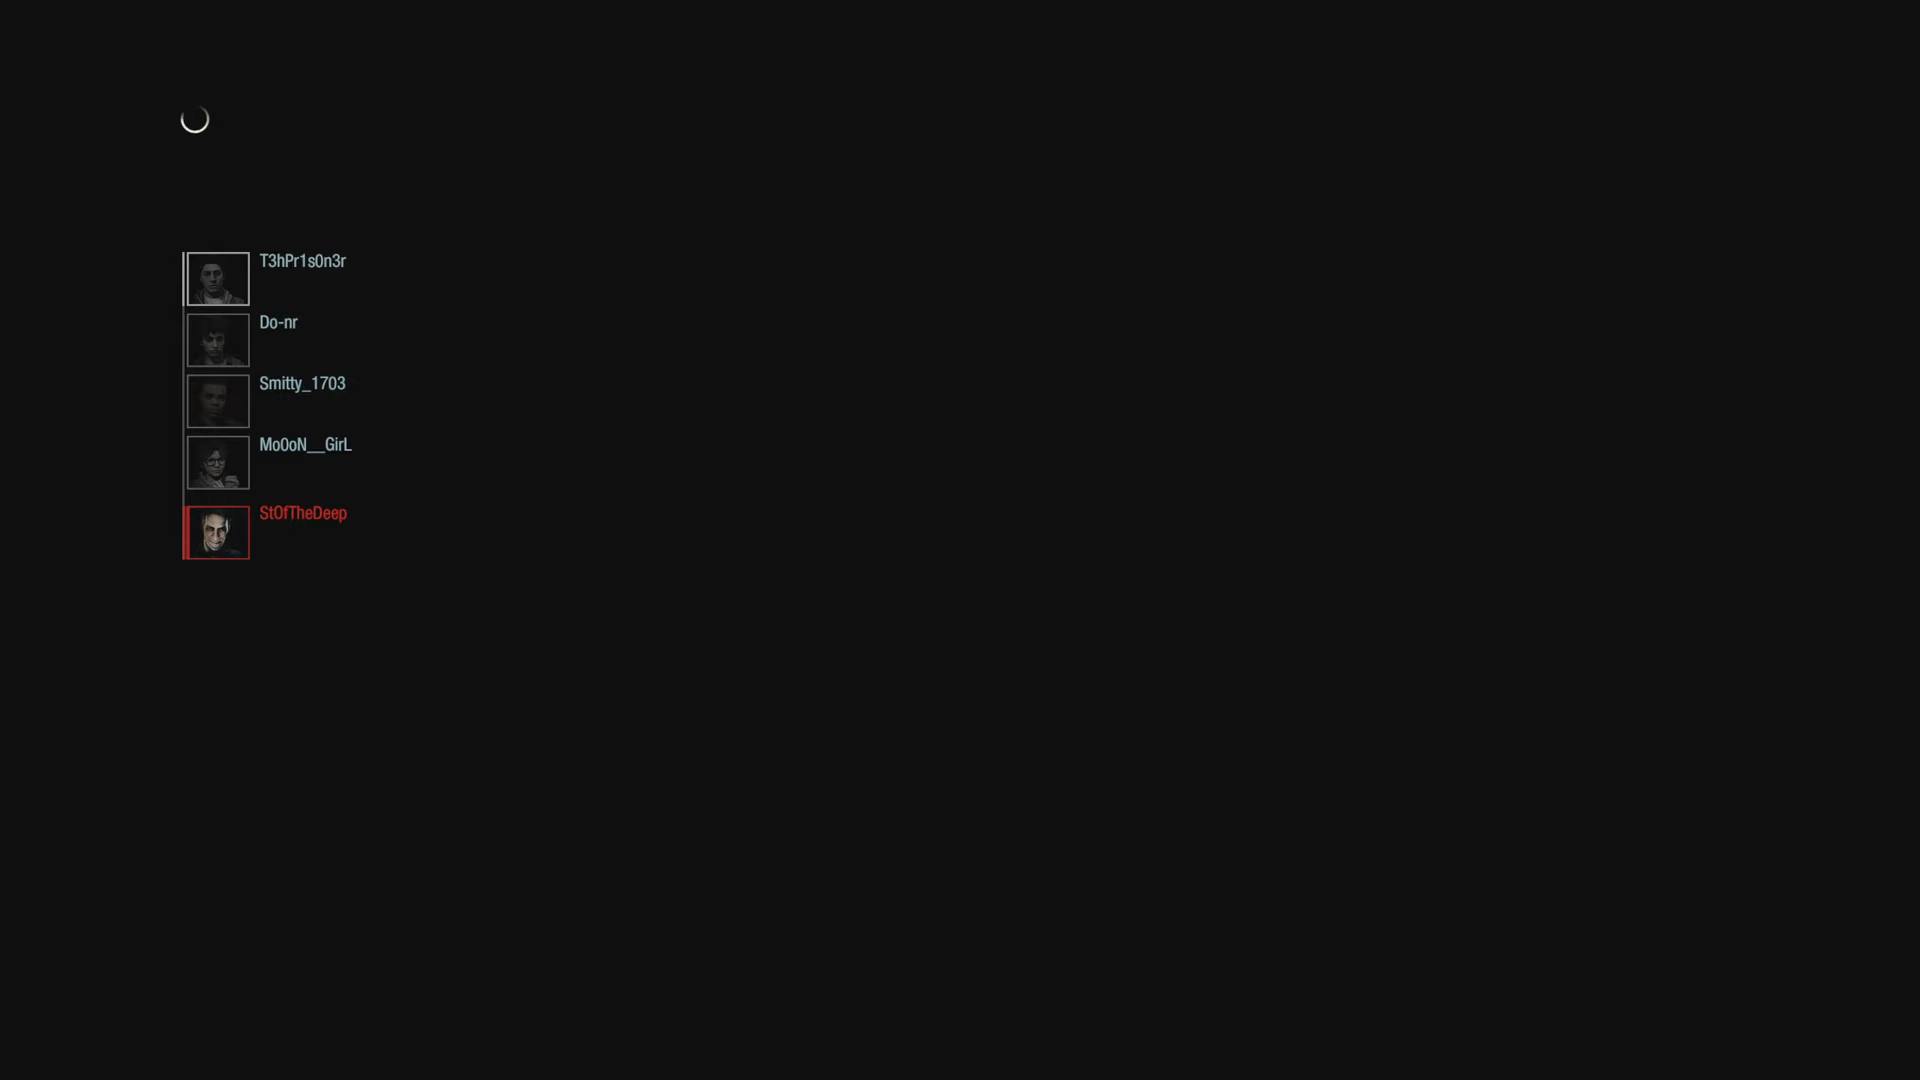 T3hPr1s0n3r
Do-nr
Smitty_1703
Mo0oN__GirL
StOfTheDeep